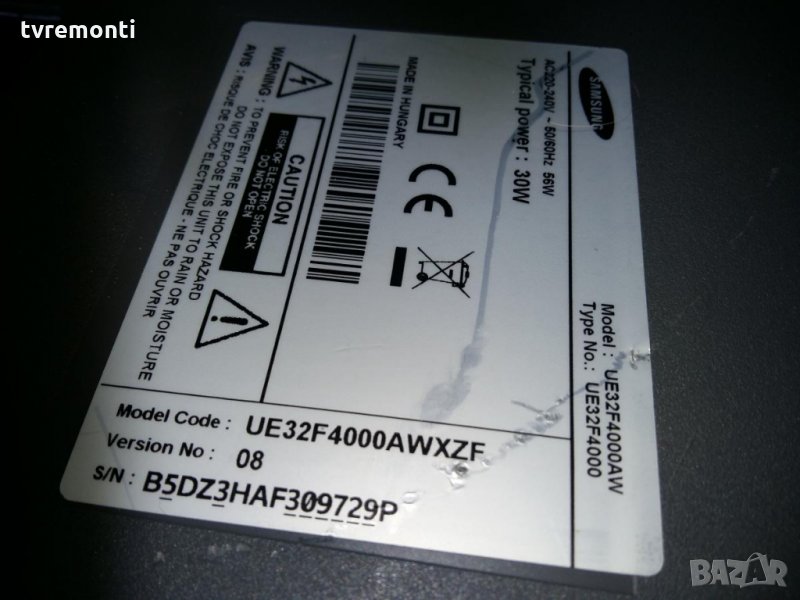 tvremonti
SAMSUNG
Model : UE32F4000AW
Type No.: UE32F4000
AC220-240V ~ 50/60Hz 56W
Typical power : 30W
MADE IN HUNGARY
CE
CAUTION
RISK OF ELECTRIC SHOCK
DO NOT OPEN
WARNING : TO PREVENT FIRE OR SHOCK HAZARD
DO NOT EXPOSE THIS UNIT TO RAIN OR MOISTURE
AVIS : RISQUE DE CHOC ELECTRIQUE - NE PAS OUVRIR
Model Code : UE32F4000AWXZF
Version No : 08
S/N : B5DZ3HAF309729P
BAZAR